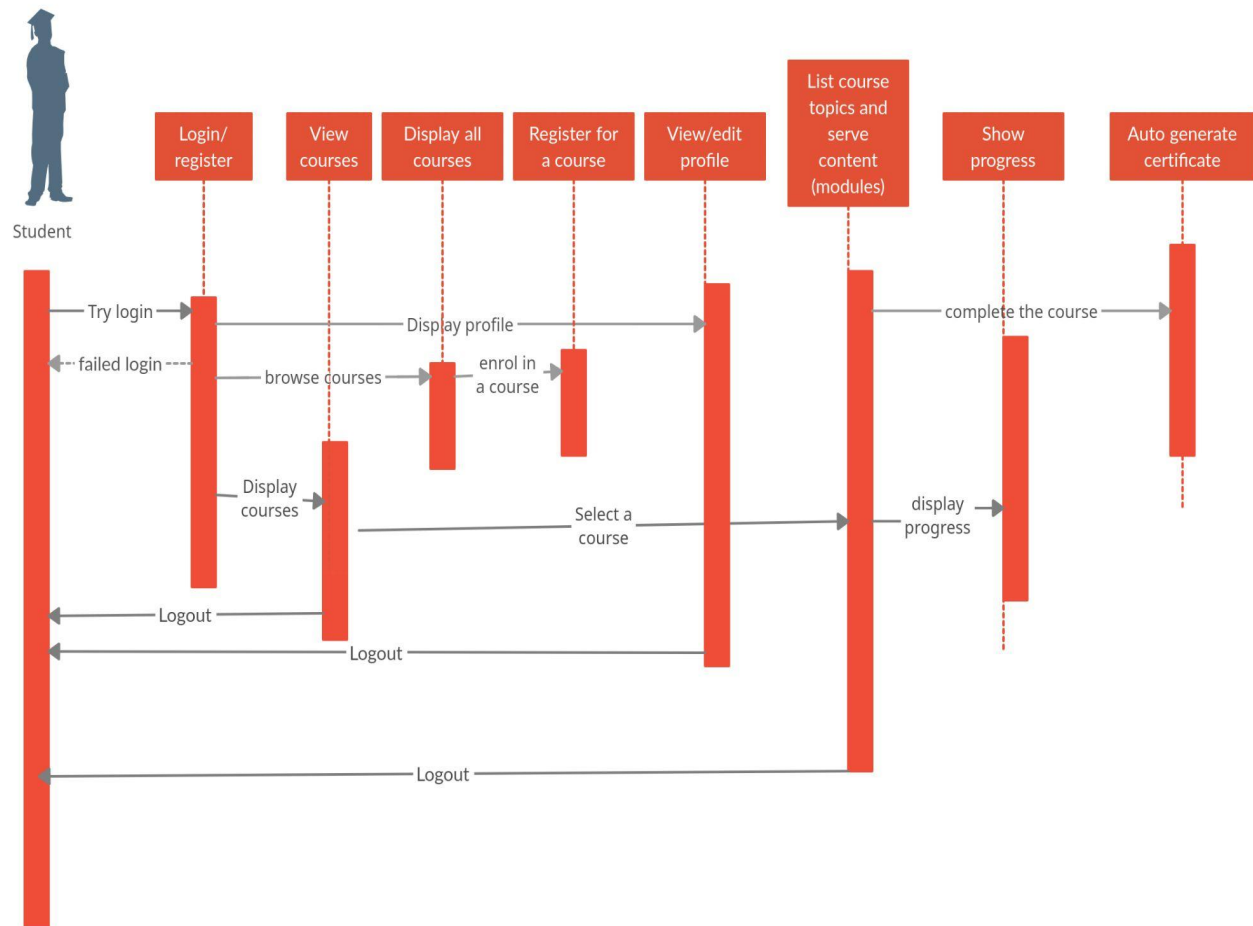 Student
Login/
register
View
courses
Display all
courses
Register for
a course
View/edit
profile
List course
topics and
serve
content
(modules)
Show
progress
Auto generate
certificate
Try login
Display profile
complete the course
failed login
browse courses
enrol in
a course
Display
courses
Select a
course
display
progress
Logout
Logout
Logout